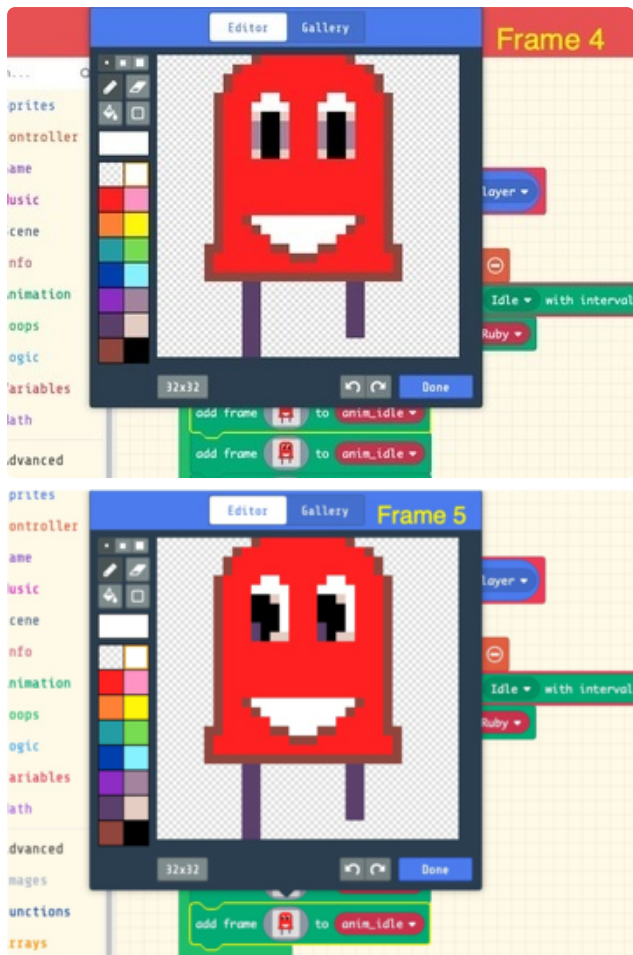 Editor Gallery
Frame 4
prites
ontroller
ame
layer
usic
cene
nfo
nimation
Idle with interval
oops
Ruby
ogic
ariables
ath
32x32 Done
add frame to anim_idle
dvanced
add frame to anim_idle
prites
Editor Gallery
Frame 5
ontroller
ame
layer
usic
cene
nfo
nimation
Idle with interval
oops
Ruby
ogic
ariables
ath
dvanced
32x32 Done
mages
unctions
add frame to anim_idle
rrays